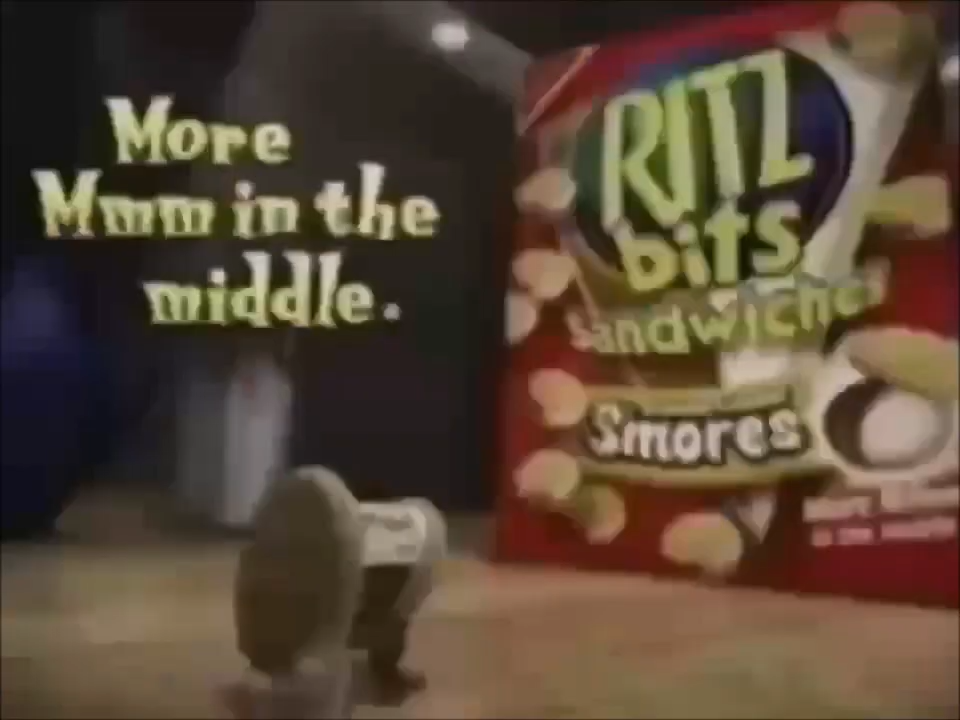 More
Mmm in the
middle.
RITZ
bits
sandwiches
Smores